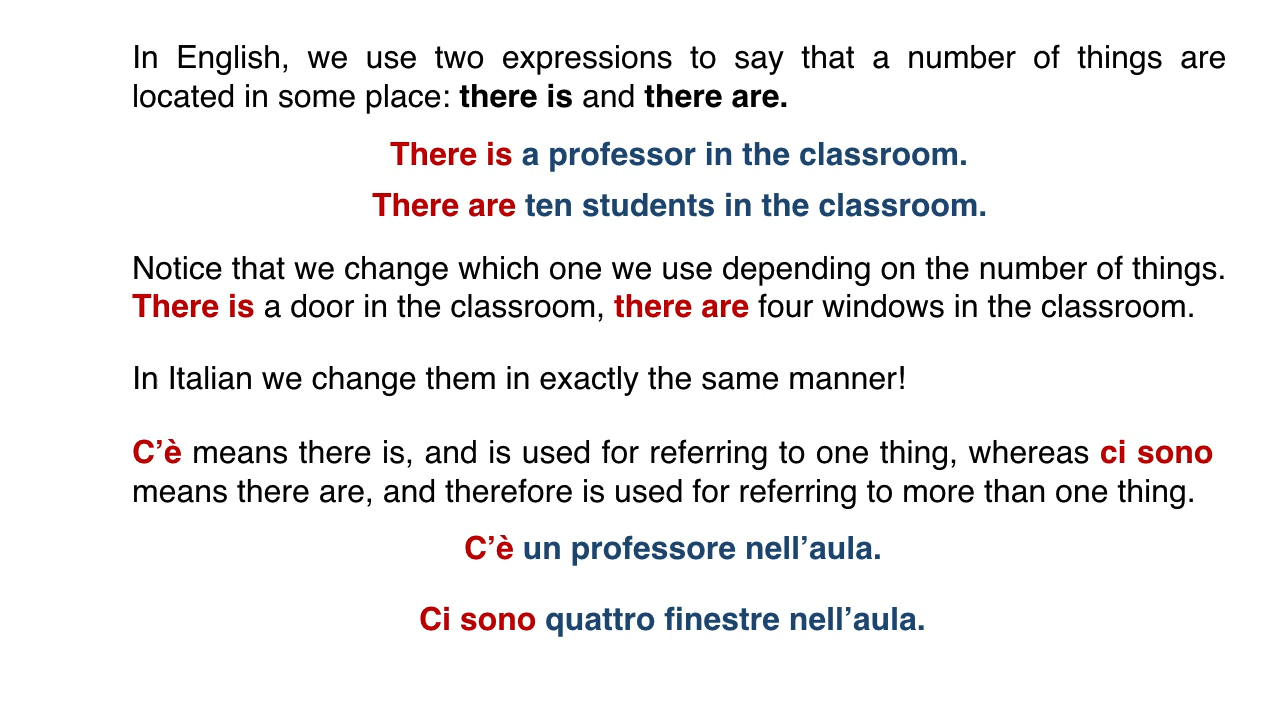 In English, we use two expressions to say that a number of things are
located in some place: there is and there are.
There is a professor in the classroom.
There are ten students in the classroom.
Notice that we change which one we use depending on the number of things.
There is a door in the classroom, there are four windows in the classroom.
In Italian we change them in exactly the same manner!
C’è means there is, and is used for referring to one thing, whereas ci sono
means there are, and therefore is used for referring to more than one thing.
C’è un professore nell’aula.
Ci sono quattro finestre nell’aula.